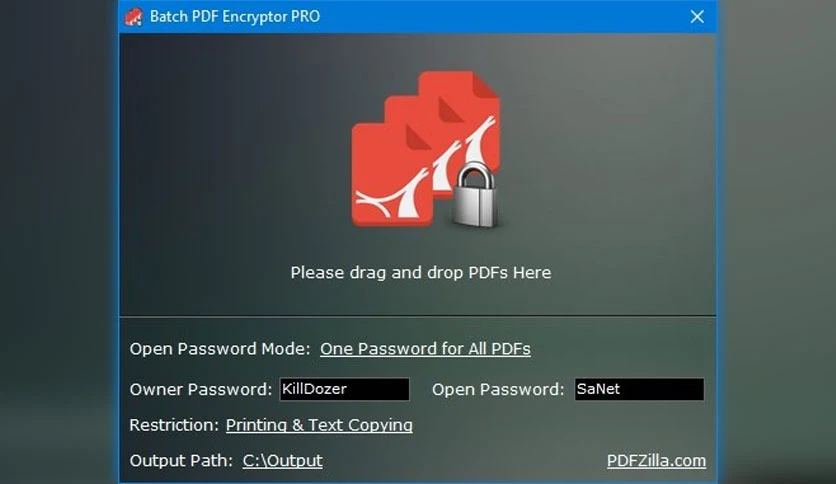 Batch PDF Encryptor PRO
Please drag and drop PDFs Here
Open Password Mode: One Password for All PDFs
Owner Password: KillDozer Open Password: SaNet
Restriction: Printing & Text Copying
Output Path: C:\Output PDFZilla.com